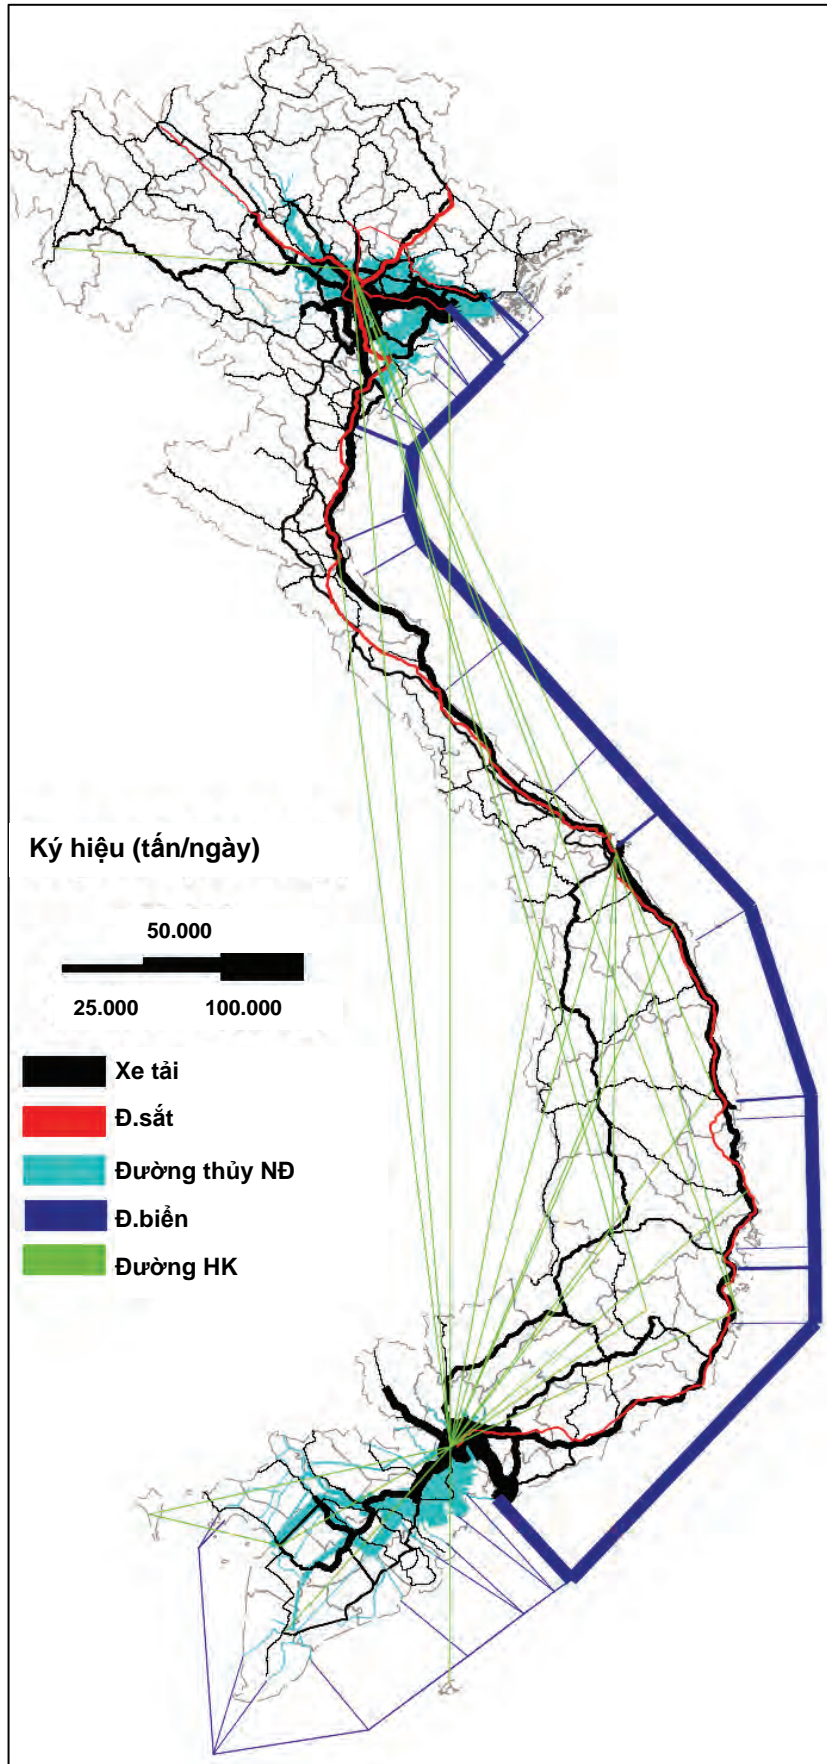 Ký hiệu (tấn/ngày)
50.000
25.000 100.000
Xe tải
Đ.sắt
Đường thủy NĐ
Đ.biển
Đường HK